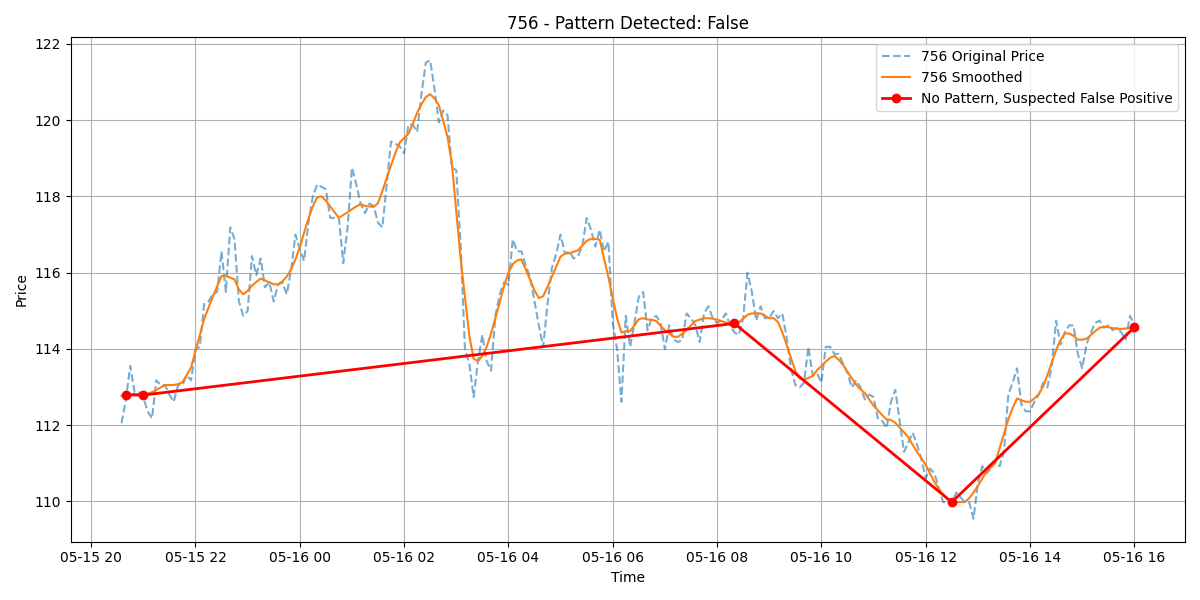 756 - Pattern Detected: False
756 Original Price
756 Smoothed
No Pattern, Suspected False Positive
Price
122
120
118
116
114
112
110
05-15 20 05-15 22 05-16 00 05-16 02 05-16 04 05-16 06 05-16 08 05-16 10 05-16 12 05-16 14 05-16 16
Time